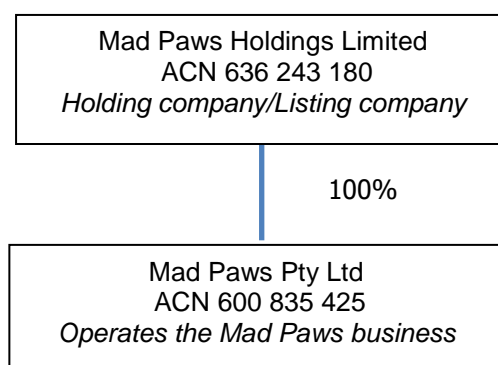 Mad Paws Holdings Limited
ACN 636 243 180
Holding company/Listing company
100%
Mad Paws Pty Ltd
ACN 600 835 425
Operates the Mad Paws business